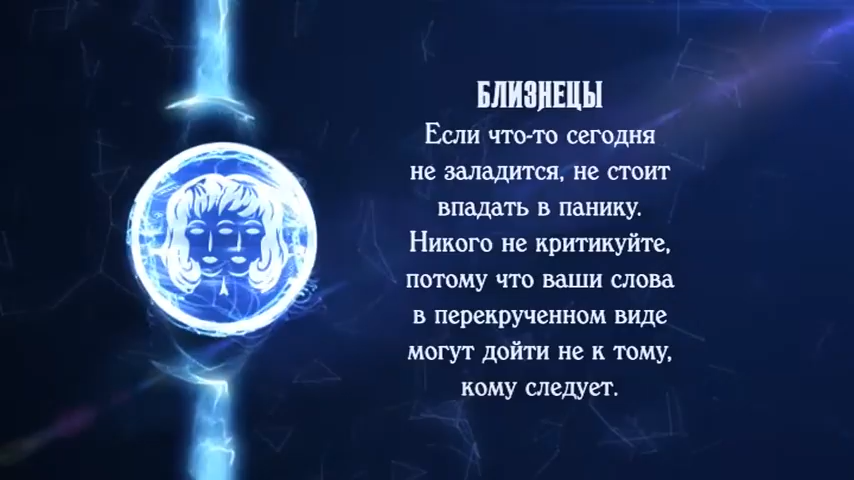 БЛИЗНЕЦЫ
Если что-то сегодня
не заладится, не стоит
впадать в панику.
Никого не критикуйте,
потому что ваши слова
в перекрученном виде
могут дойти не к тому,
кому следует.